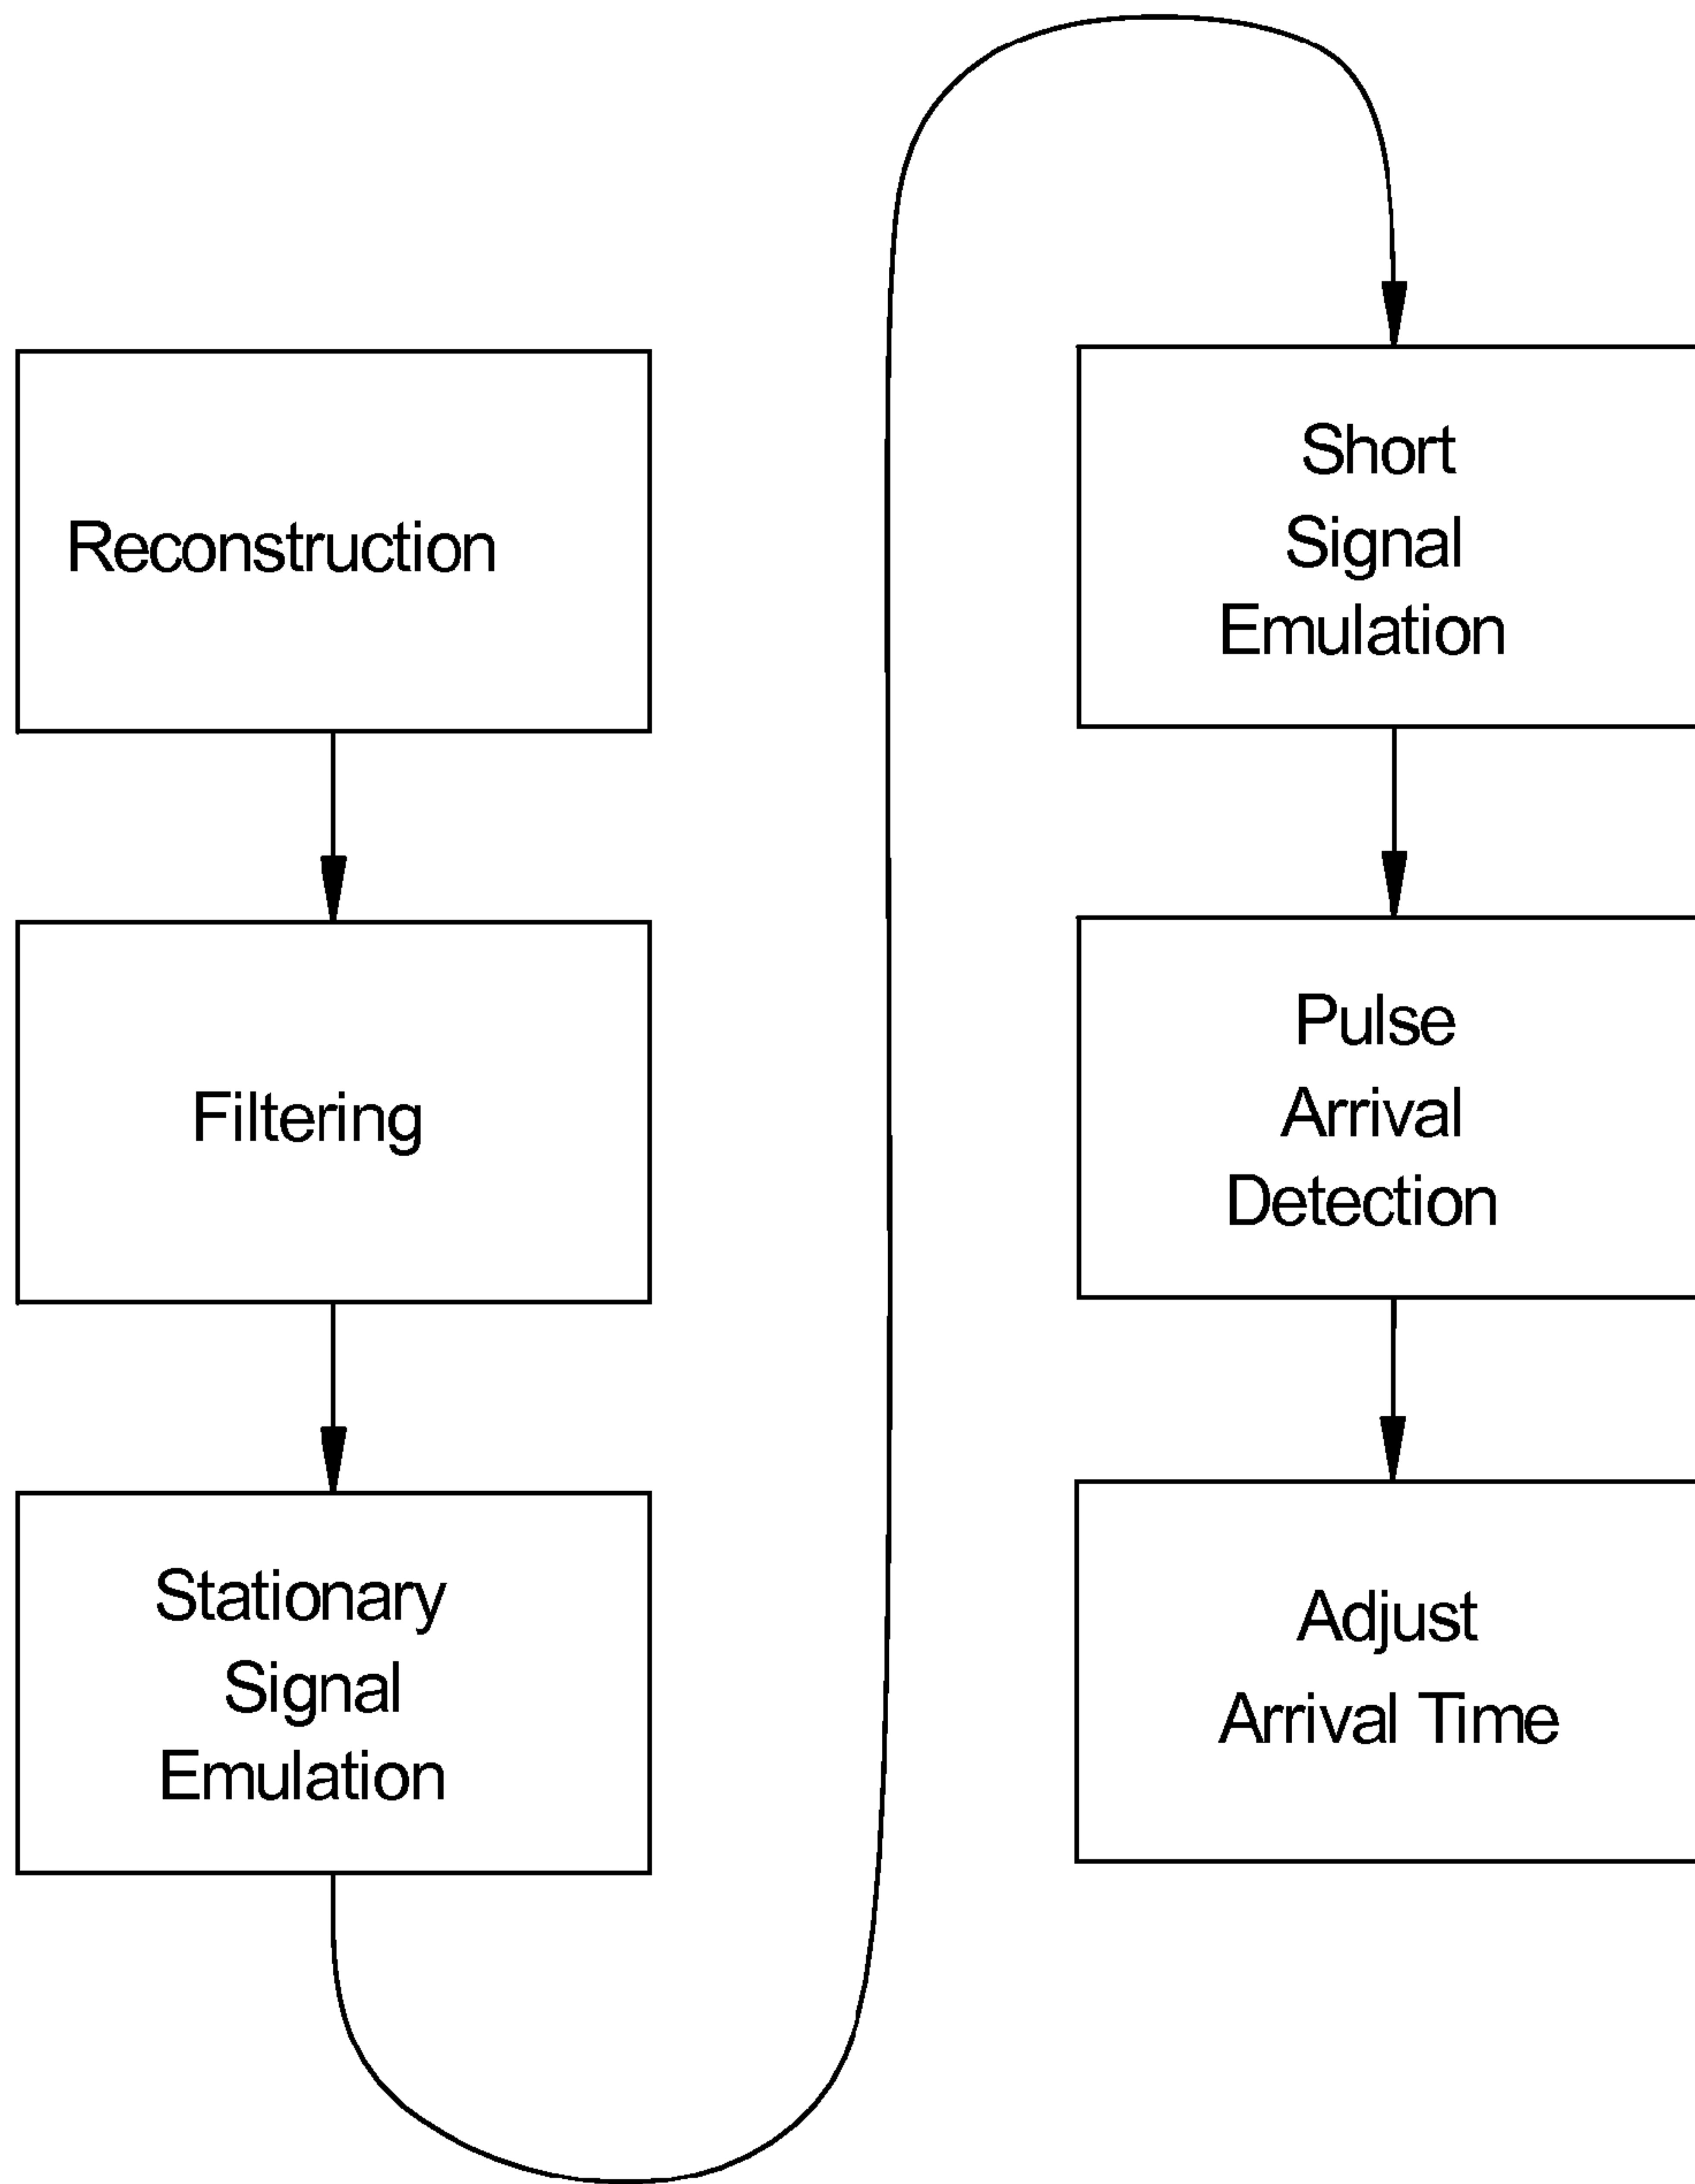 Reconstruction
Filtering
Stationary
Signal
Emulation
Short
Signal
Emulation
Pulse
Arrival
Detection
Adjust
Arrival Time